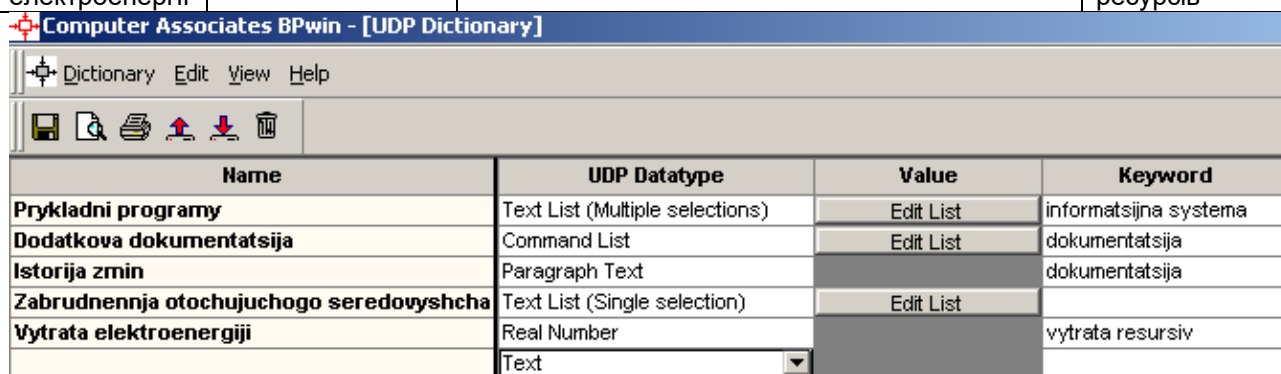 електроенергі ресурсів
Computer Associates BPwin - [UDP Dictionary]
Dictionary Edit View Help
Name UDP Datatype Value Keyword
Prykladni programy Text List (Multiple selections) Edit List informatsijna systema
Dodatkova dokumentatsija Command List Edit List dokumentatsija
Istorija zmin Paragraph Text dokumentatsija
Zabrudnennja otochujuchogo seredovyshcha Text List (Single selection) Edit List
Vytrata elektroenergiji Real Number vytrata resursiv
Text